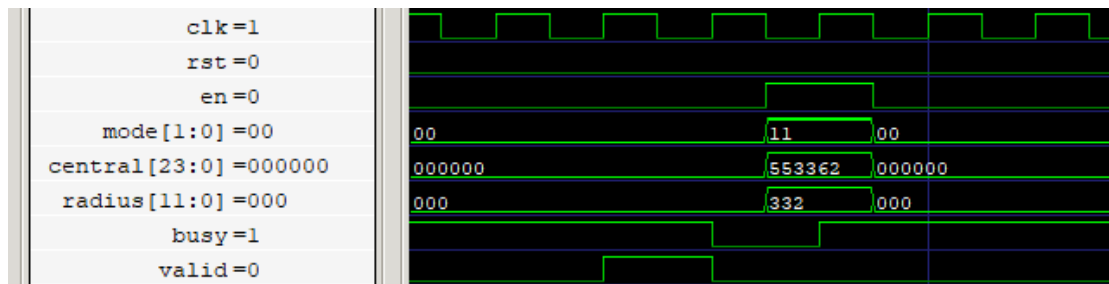 clk=1
rst=0
en=0
mode[1:0]=00 00 11 00
central[23:0]=000000 000000 553362 000000
radius[11:0]=000 000 332 000
busy=1
valid=0